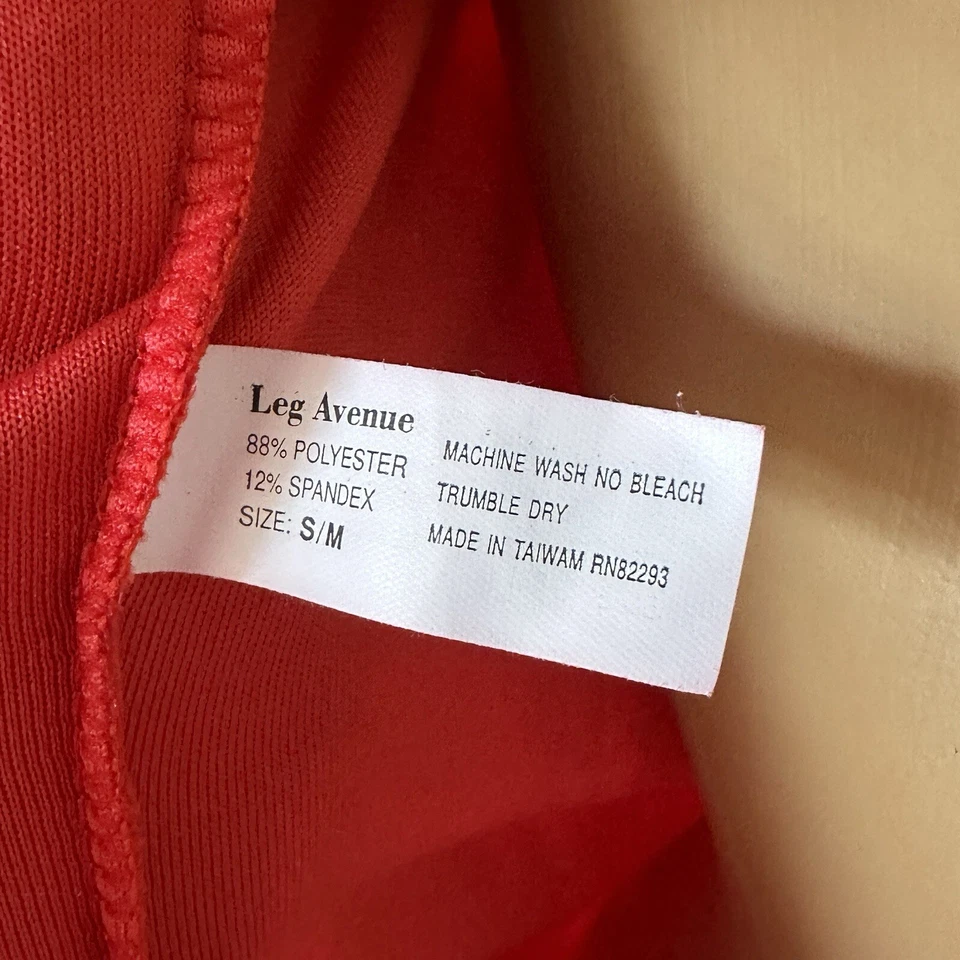 Leg Avenue
88% POLYESTER
12% SPANDEX
SIZE: S/M
MACHINE WASH NO BLEACH
TRUMBLE DRY
MADE IN TAIWAM RN82293